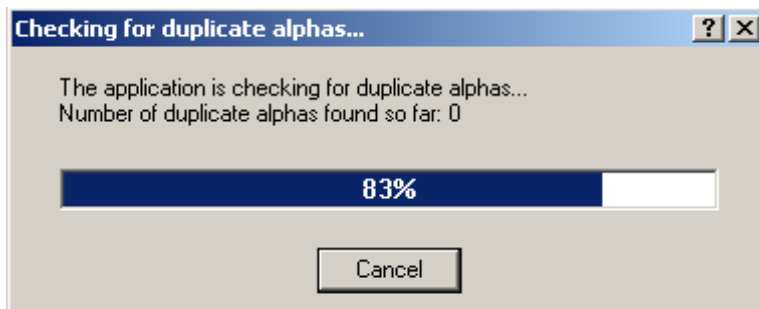 Checking for duplicate alphas...
The application is checking for duplicate alphas...
Number of duplicate alphas found so far: 0
83%
Cancel